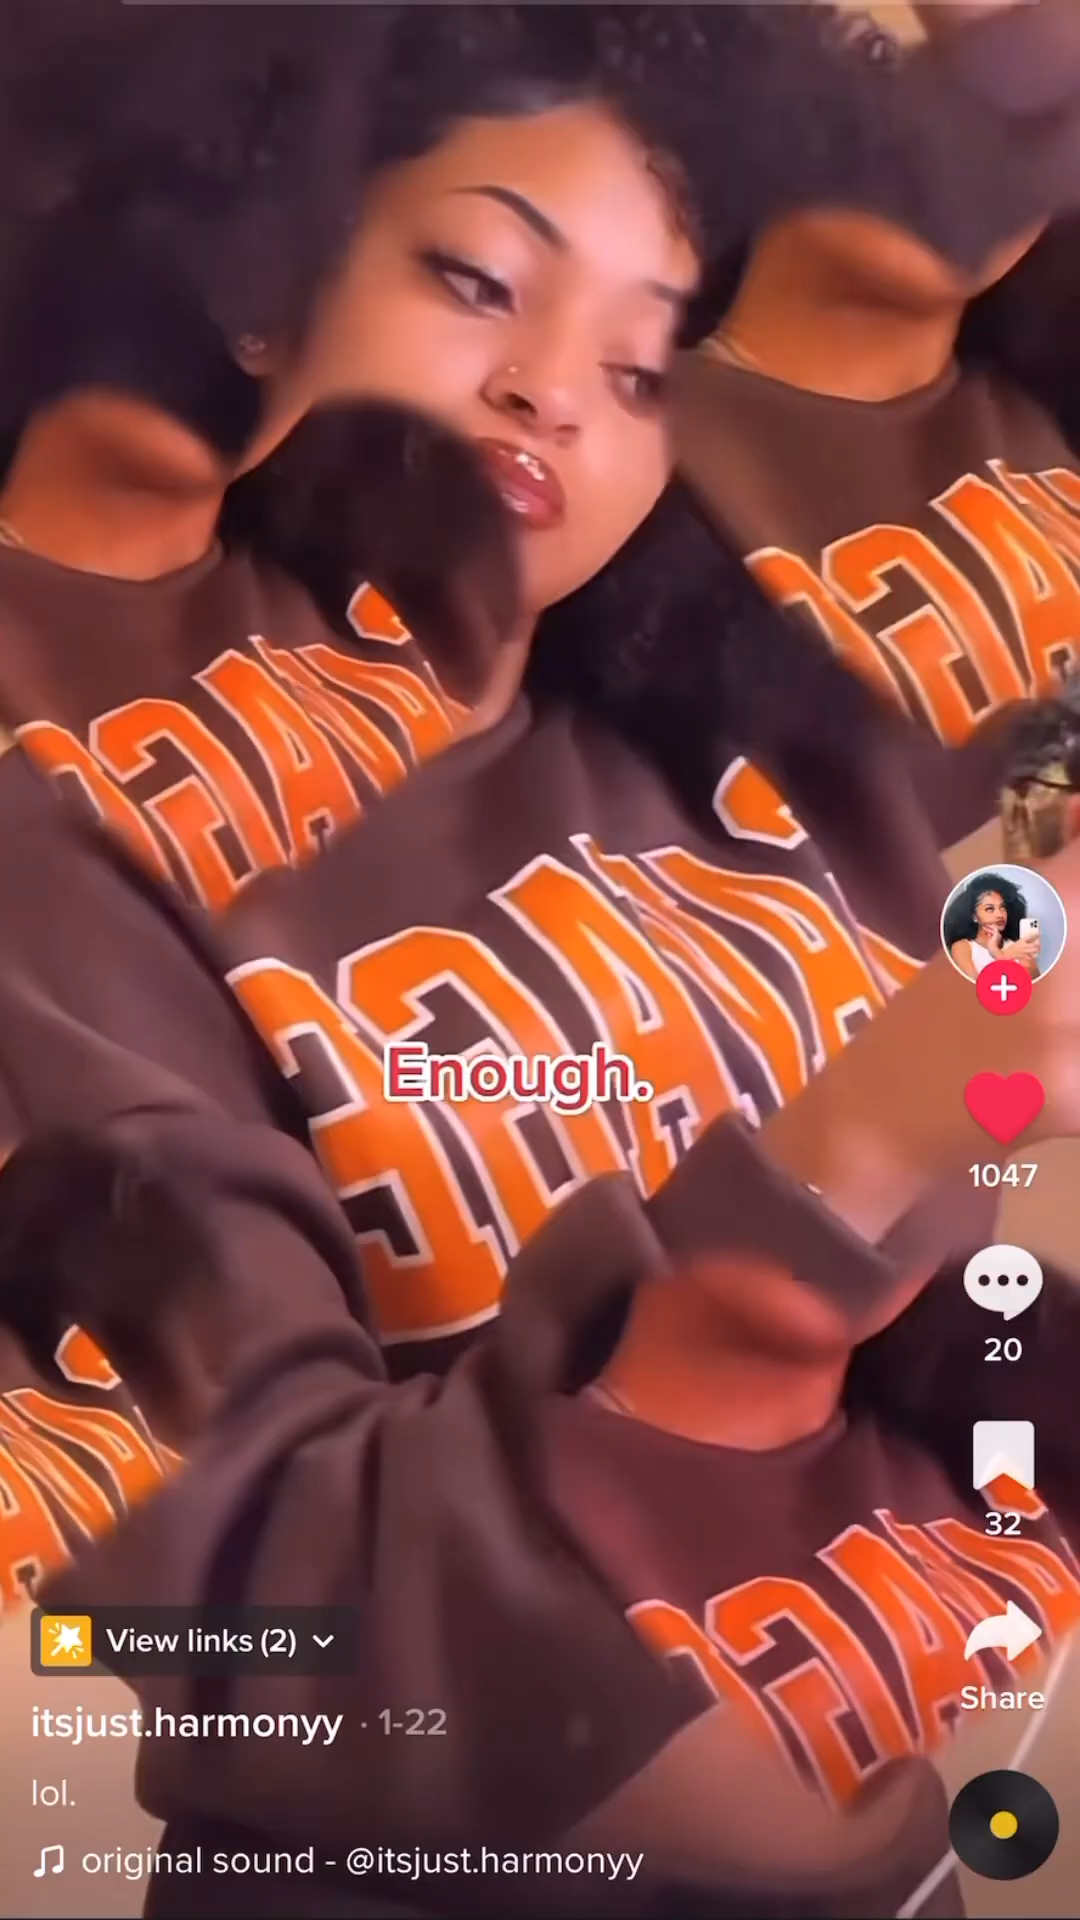 Enough.
1047
20
32
View links (2)
Share
itsjust.harmonyy · 1-22
lol.
original sound - @itsjust.harmonyy